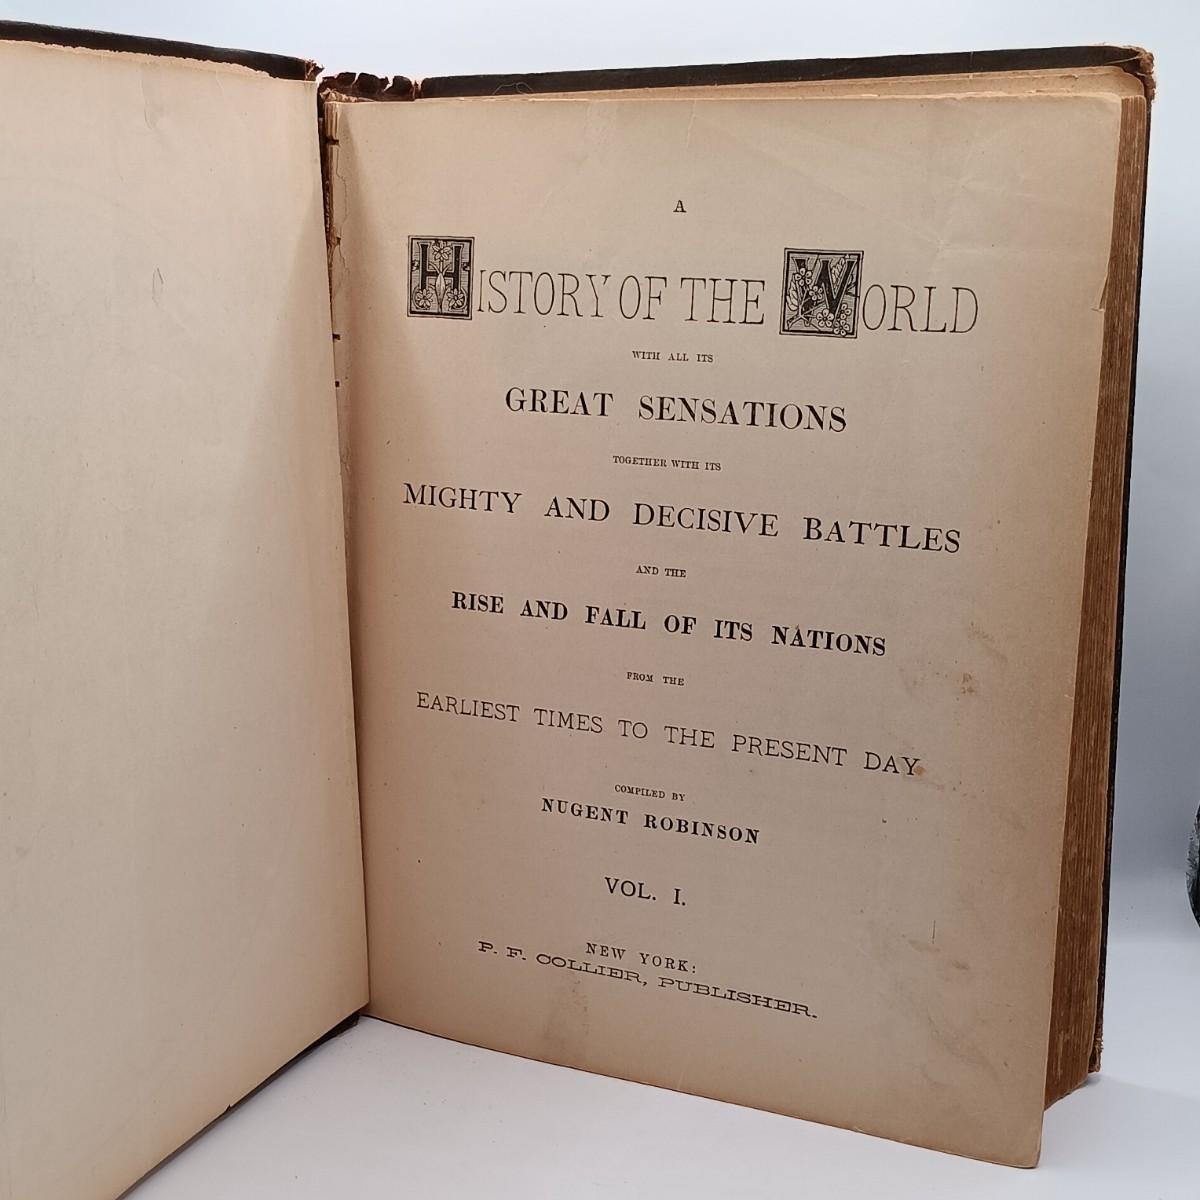 A
HISTORY OF THE WORLD
WITH ALL ITS
GREAT SENSATIONS
TOGETHER WITH ITS
MIGHTY AND DECISIVE BATTLES
AND THE
RISE AND FALL OF ITS NATIONS
FROM THE
EARLIEST TIMES TO THE PRESENT DAY
COMPILED BY
NUGENT ROBINSON
VOL. I.
NEW YORK:
P. F. COLLIER, PUBLISHER.